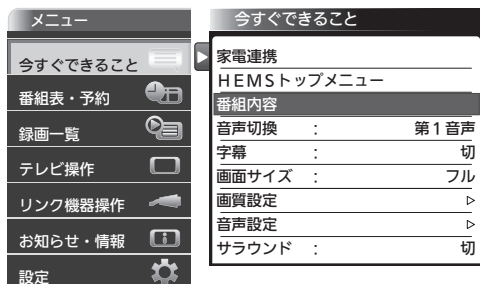 メニュー
今すぐできること
番組表・予約
録画一覧
テレビ操作
リンク機器操作
お知らせ・情報
設定
今すぐできること
家電連携
HEMSトップメニュー
番組内容
音声切換 : 第1音声
字幕 : 切
画面サイズ : フル
画質設定
音声設定
サラウンド : 切